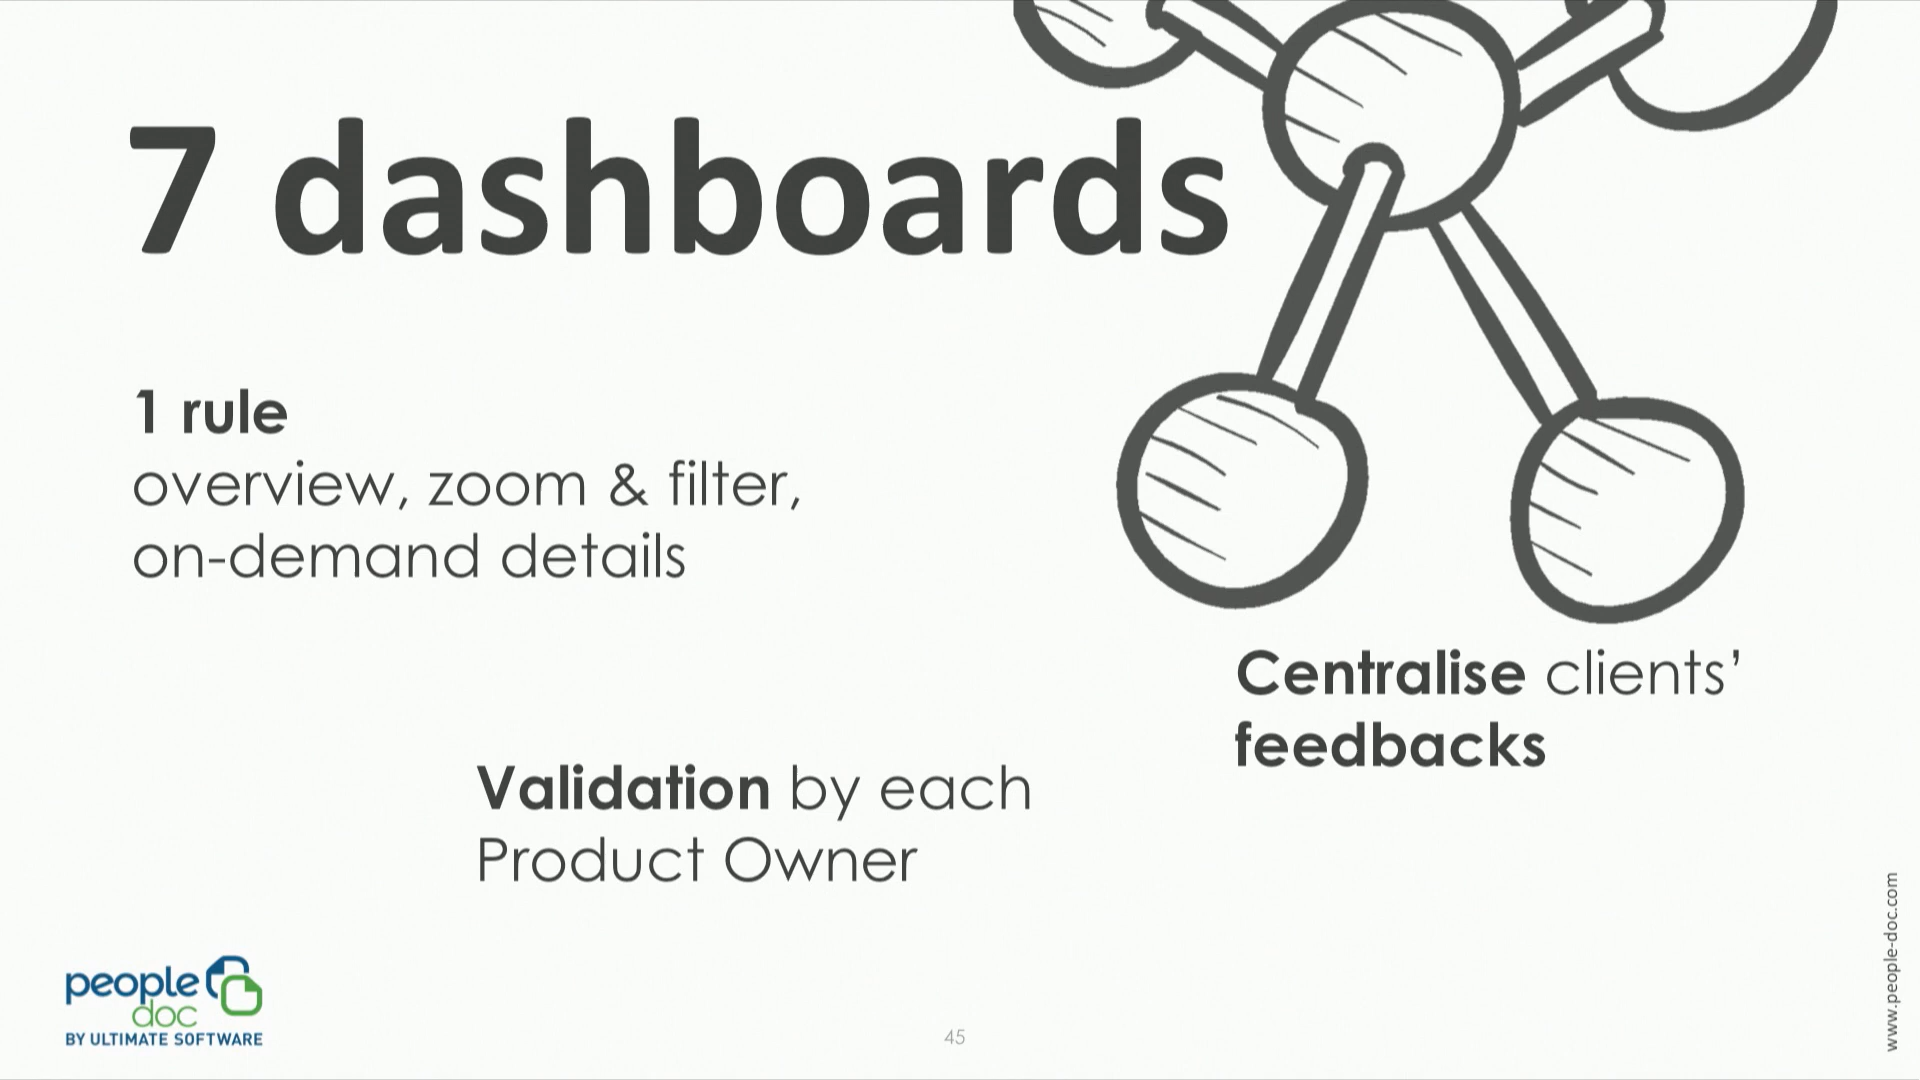 7 dashboards
1 rule
overview, zoom & filter,
on-demand details
Centralise clients’
feedbacks
Validation by each
Product Owner
people
doc
BY ULTIMATE SOFTWARE
45
www.people-doc.com